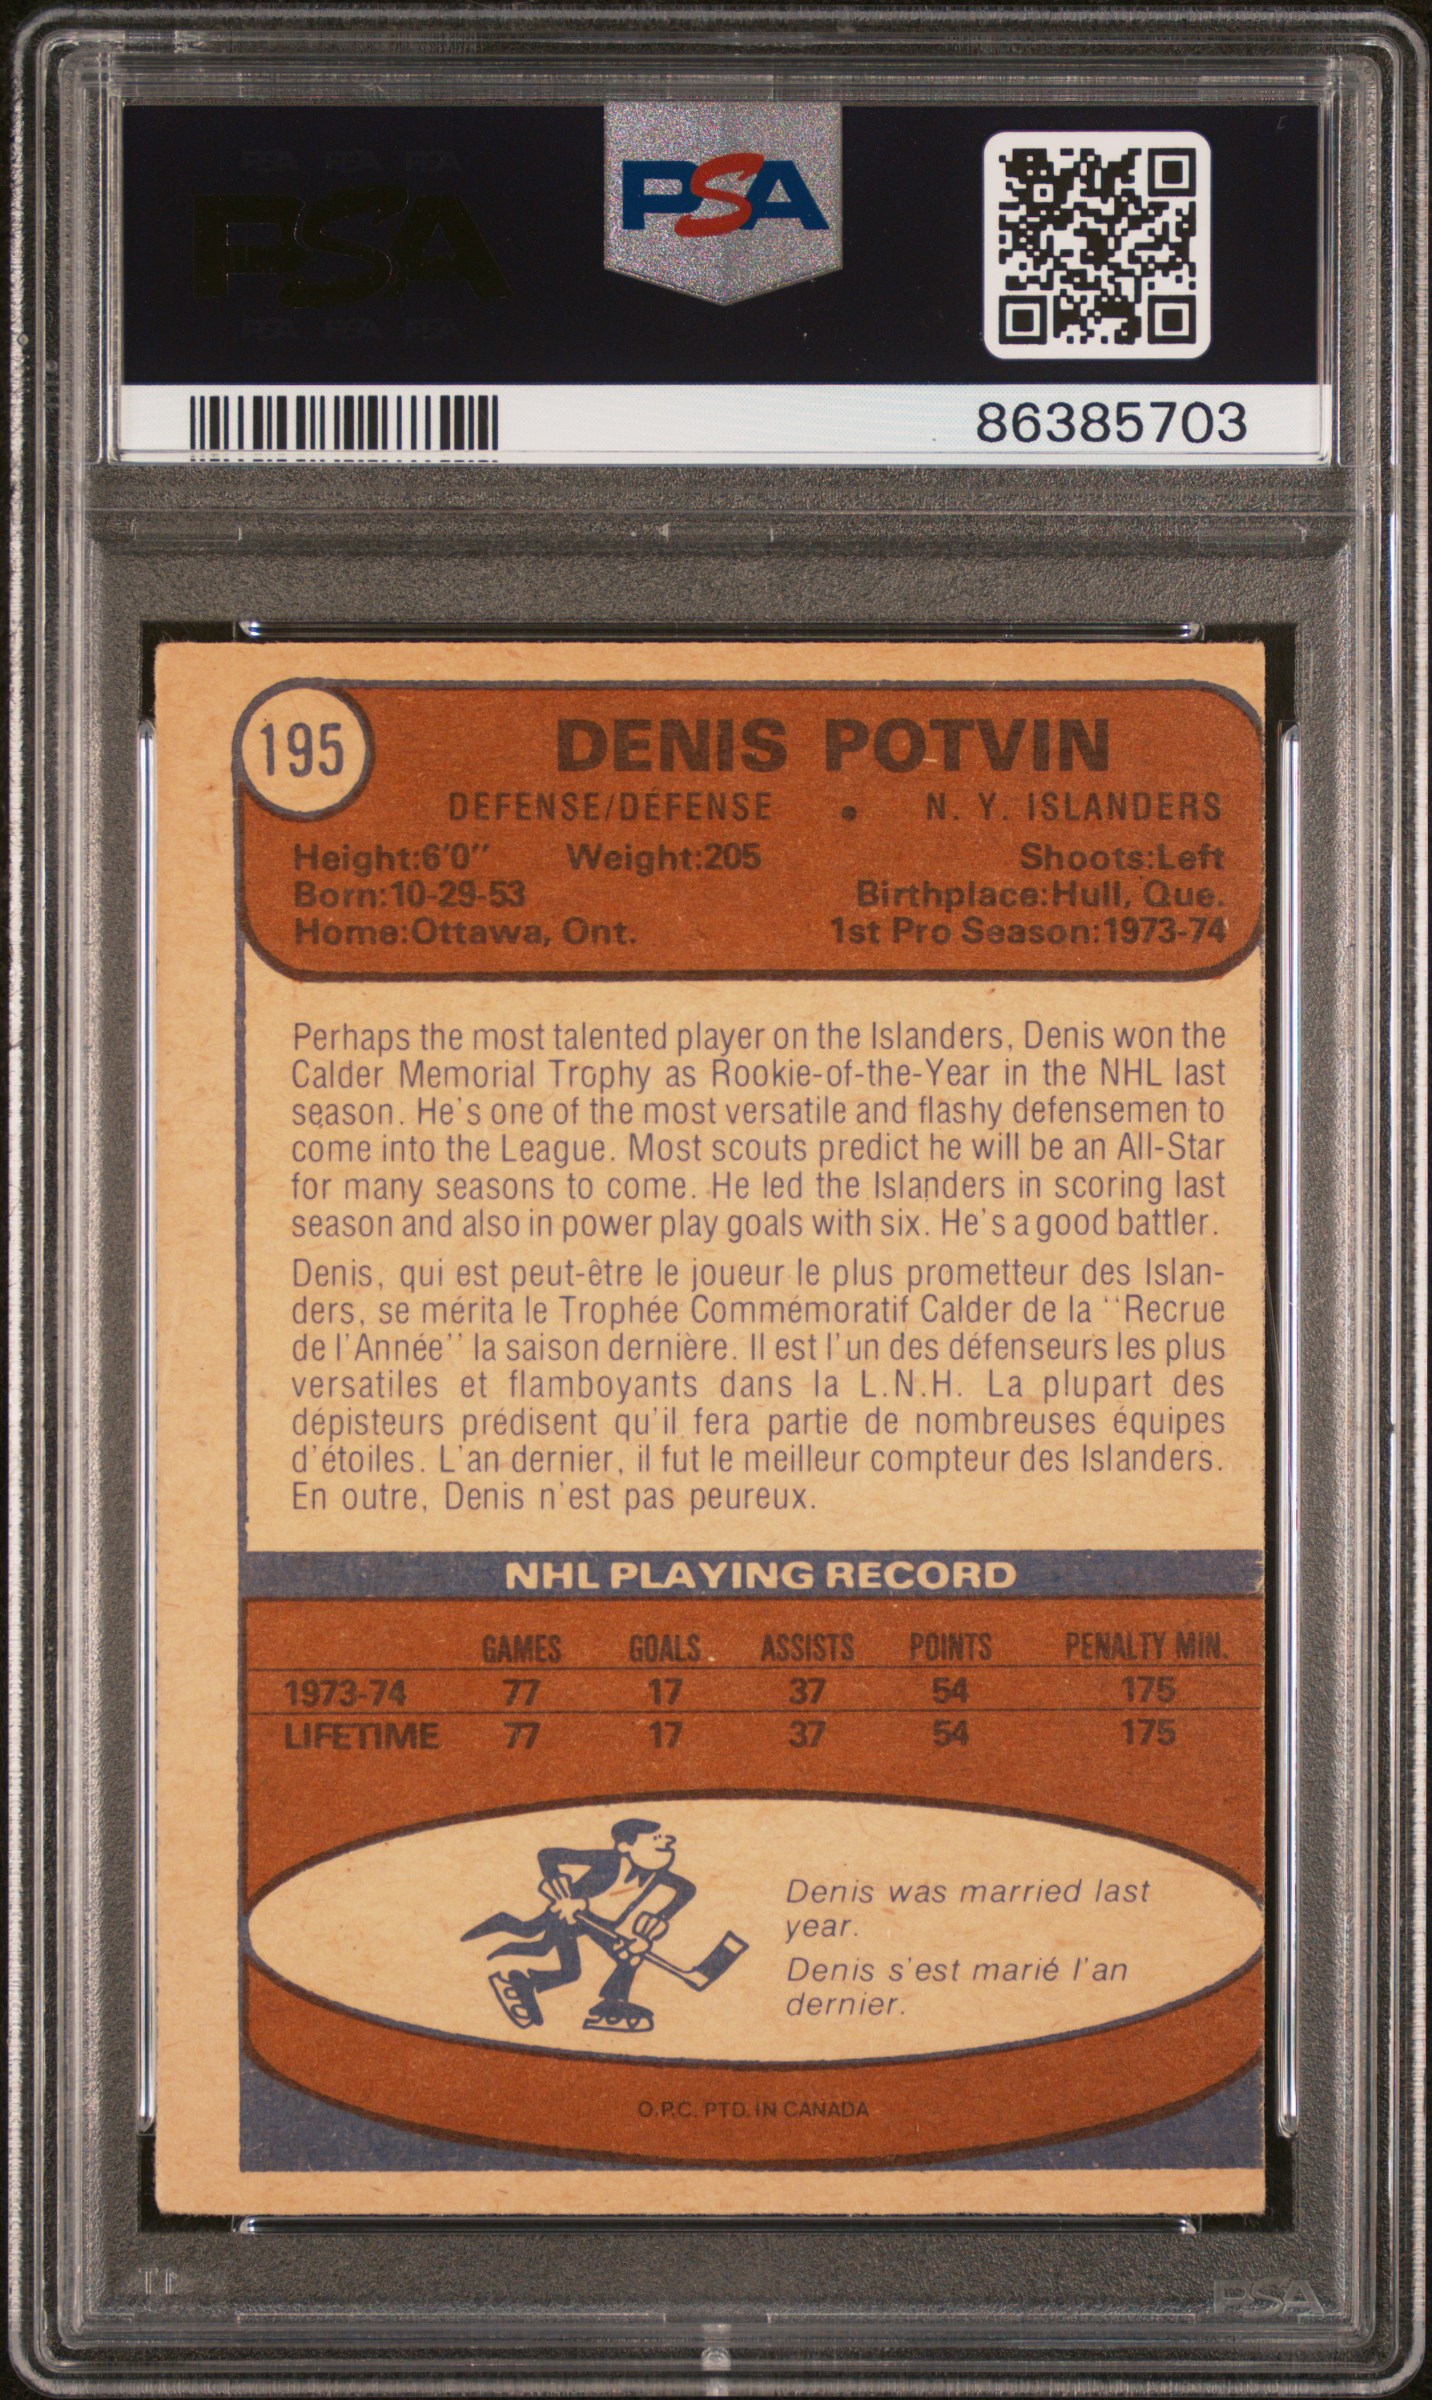 PSA
86385703
195
DENIS POTVIN
DEFENSE/DÉFENSE • N. Y. ISLANDERS
Height:6'0" Weight:205 Shoots:Left
Born:10-29-53 Birthplace:Hull, Que.
Home:Ottawa, Ont. 1st Pro Season:1973-74
Perhaps the most talented player on the Islanders, Denis won the
Calder Memorial Trophy as Rookie-of-the-Year in the NHL last
season. He's one of the most versatile and flashy defensemen to
come into the League. Most scouts predict he will be an All-Star
for many seasons to come. He led the Islanders in scoring last
season and also in power play goals with six. He's a good battler.
Denis, qui est peut-être le joueur le plus prometteur des Islan-
ders, se mérita le Trophée Commémoratif Calder de la "Recrue
de l'Année" la saison dernière. Il est l'un des défenseurs les plus
versatiles et flamboyants dans la L.N.H. La plupart des
dépisteurs prédisent qu'il fera partie de nombreuses équipes
d'étoiles. L'an dernier, il fut le meilleur compteur des Islanders.
En outre, Denis n'est pas peureux.
NHL PLAYING RECORD
GAMES GOALS ASSISTS POINTS PENALTY MIN.
1973-74 77 17 37 54 175
LIFETIME 77 17 37 54 175
Denis was married last
year.
Denis s'est marié l'an
dernier.
O.P.C. PTD. IN CANADA
PSA